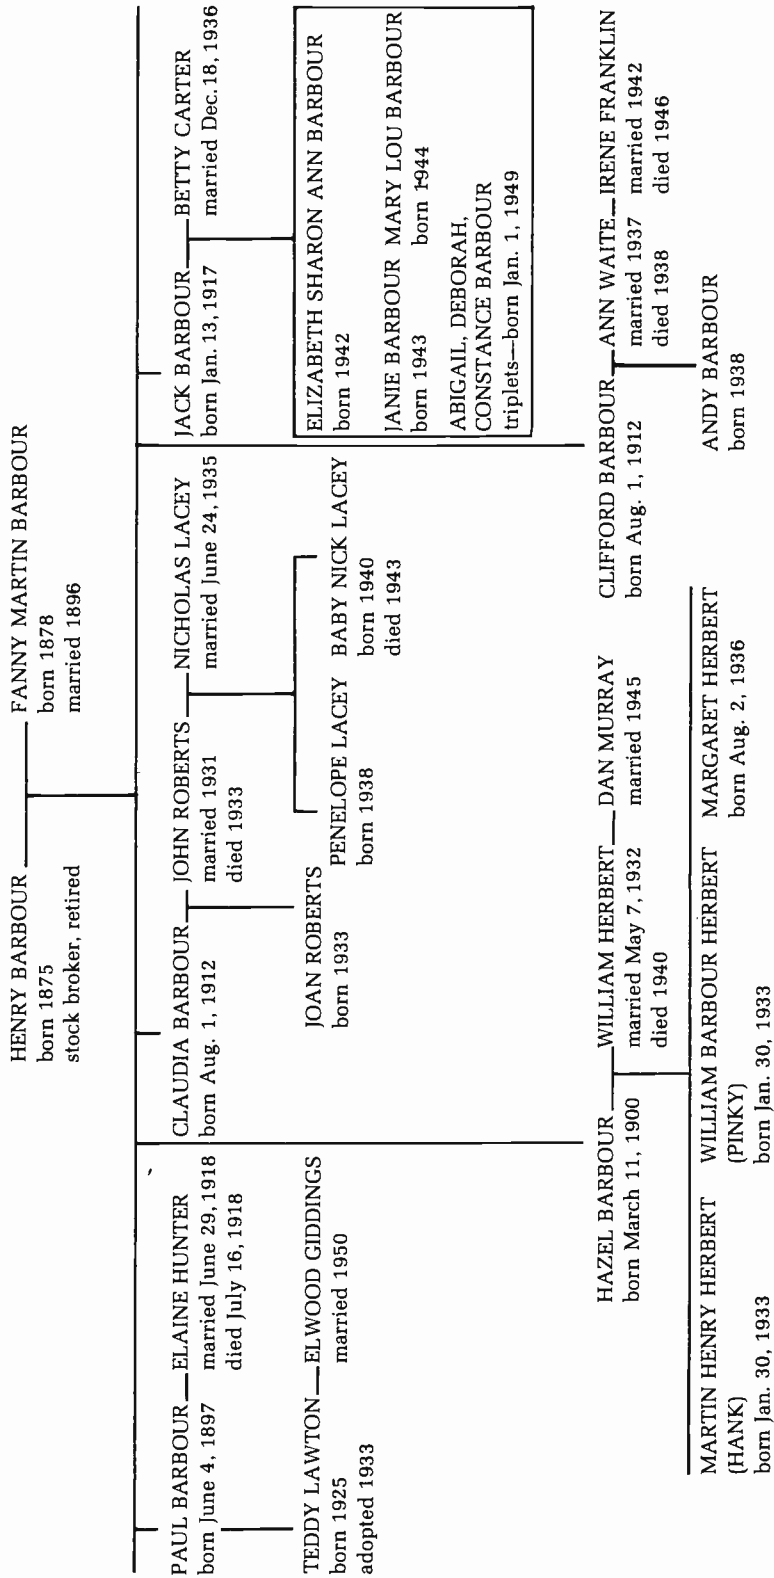 HENRY BARBOUR
born 1875
stock broker, retired
FANNY MARTIN BARBOUR
born 1878
married 1896
PAUL BARBOUR
born June 4, 1897
ELAINE HUNTER
married June 29, 1918
died July 16, 1918
CLAUDIA BARBOUR
born Aug. 1, 1912
JOHN ROBERTS
married 1931
died 1933
NICHOLAS LACEY
married June 24, 1935
JACK BARBOUR
born Jan. 13, 1917
BETTY CARTER
married Dec. 18, 1936
TEDDY LAWTON
born 1925
adopted 1933
ELWOOD GIDDINGS
married 1950
JOAN ROBERTS
born 1933
PENELOPE LACEY
born 1938
BABY NICK LACEY
born 1940
died 1943
ELIZABETH SHARON ANN BARBOUR
born 1942
JANIE BARBOUR
born 1943
MARY LOU BARBOUR
born 1944
ABIGAIL, DEBORAH,
CONSTANCE BARBOUR
triplets—born Jan. 1, 1949
HAZEL BARBOUR
born March 11, 1900
WILLIAM HERBERT
married May 7, 1932
died 1940
DAN MURRAY
married 1945
CLIFFORD BARBOUR
born Aug. 1, 1912
ANN WAITE
married 1937
died 1938
IRENE FRANKLIN
married 1942
died 1946
MARTIN HENRY HERBERT
(HANK)
born Jan. 30, 1933
WILLIAM BARBOUR HERBERT
(PINKY)
born Jan. 30, 1933
MARGARET HERBERT
born Aug. 2, 1936
ANDY BARBOUR
born 1938